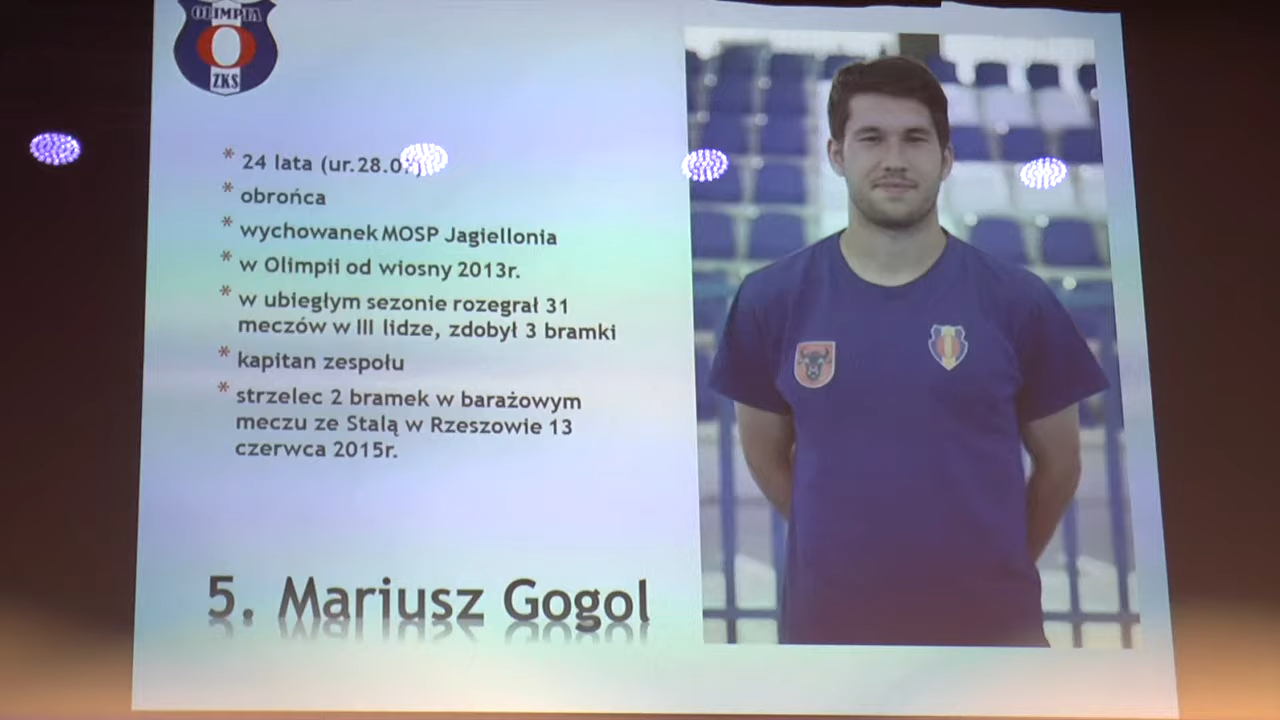 OLIMPIA
ZKS
* 24 lata (ur.28.0
* obrońca
* wychowanek MOSP Jagiellonia
* w Olimpii od wiosny 2013r.
* w ubiegłym sezonie rozegrał 31
meczów w III lidze, zdobył 3 bramki
* kapitan zespołu
* strzelec 2 bramek w barażowym
meczu ze Stalą w Rzeszowie 13
czerwca 2015r.
5. Mariusz Gogol